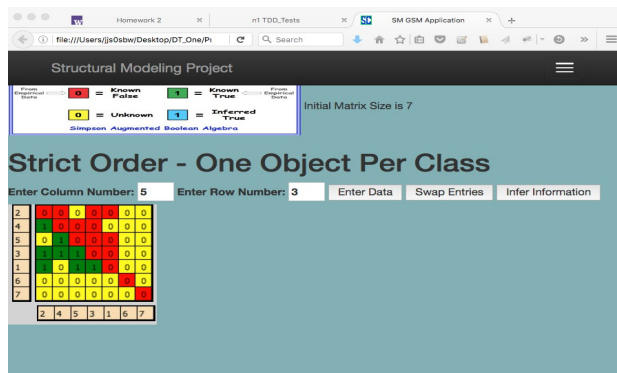 Homework 2 × n1 TDD_Tests × SM GSM Application × +
file:///Users/jjs0sbw/Desktop/DT_One/Pr Search
Structural Modeling Project
From Empirical Data 0 = Known False 1 = Known True From Empirical Data
0 = Unknown 1 = Inferred True
Simpson Augmented Boolean Algebra
Initial Matrix Size is 7
Strict Order - One Object Per Class
Enter Column Number: 5 Enter Row Number: 3 Enter Data Swap Entries Infer Information
2 0 0 0 0 0 0 0
4 1 0 0 0 0 0 0
5 0 1 0 0 0 0 0
3 1 1 1 0 0 0 0
1 1 0 1 1 0 0 0
6 0 0 0 0 0 0 0
7 0 0 0 0 0 0 0
2 4 5 3 1 6 7